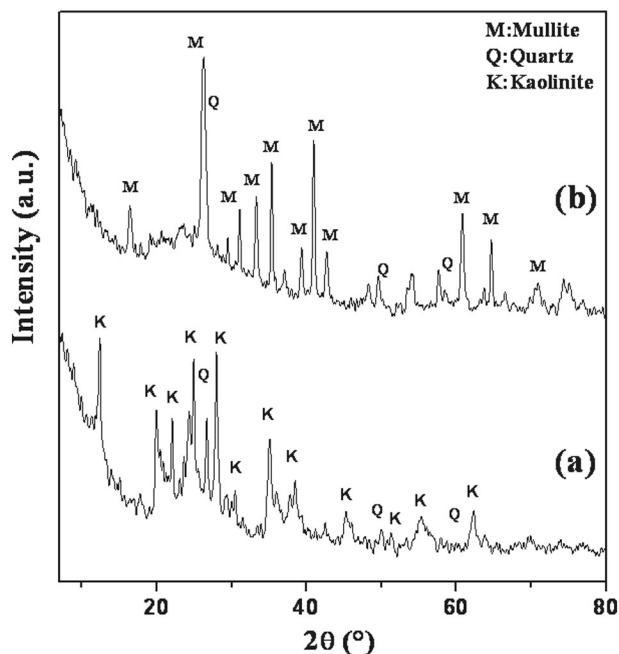 M:Mullite
Q:Quartz
K:Kaolinite
M
Q
M
M
M
M
M
M
M
Q
Q
M
M
M
(b)
K
K
K
K
Q
K
K
K
K
K
Q
K
K
Q
K
(a)
Intensity (a.u.)
20
40
60
80
2θ (°)